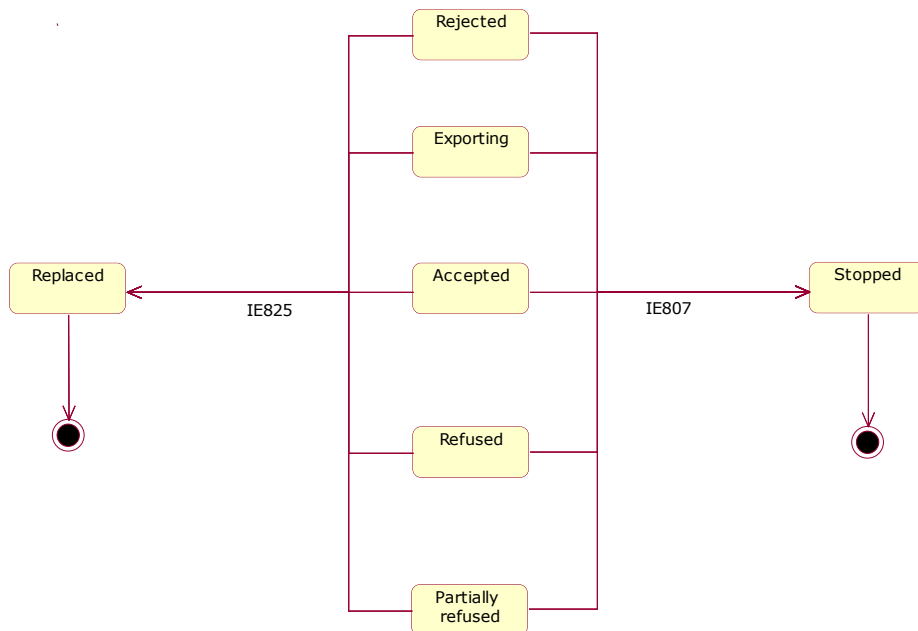 Rejected
Exporting
Replaced
Accepted
Stopped
IE825
IE807
Refused
Partially
refused